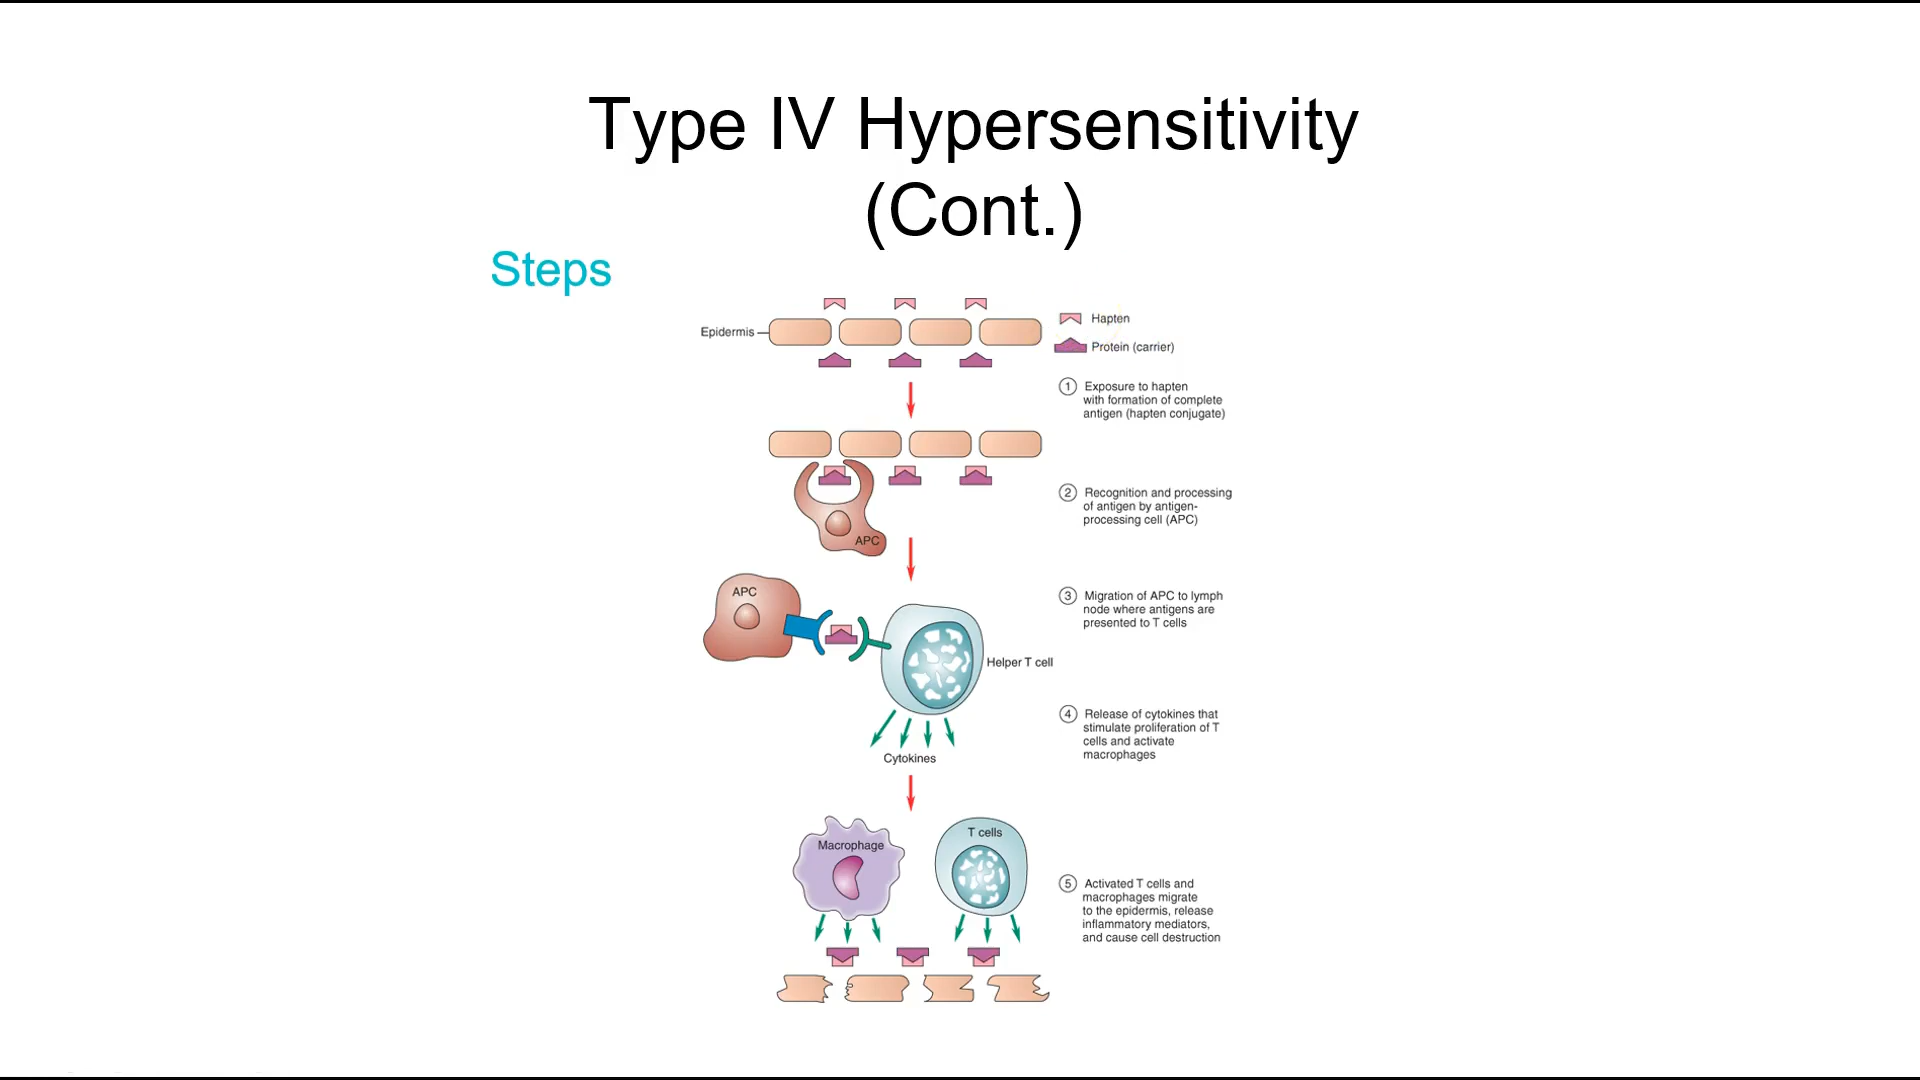 Type IV Hypersensitivity
(Cont.)
Steps
Epidermis
Hapten
Protein (carrier)
1 Exposure to hapten
with formation of complete
antigen (hapten conjugate)
2 Recognition and processing
of antigen by antigen-
processing cell (APC)
APC
APC
3 Migration of APC to lymph
node where antigens are
presented to T cells
Helper T cell
4 Release of cytokines that
stimulate proliferation of T
cells and activate
macrophages
Cytokines
Macrophage
T cells
5 Activated T cells and
macrophages migrate
to the epidermis, release
inflammatory mediators,
and cause cell destruction